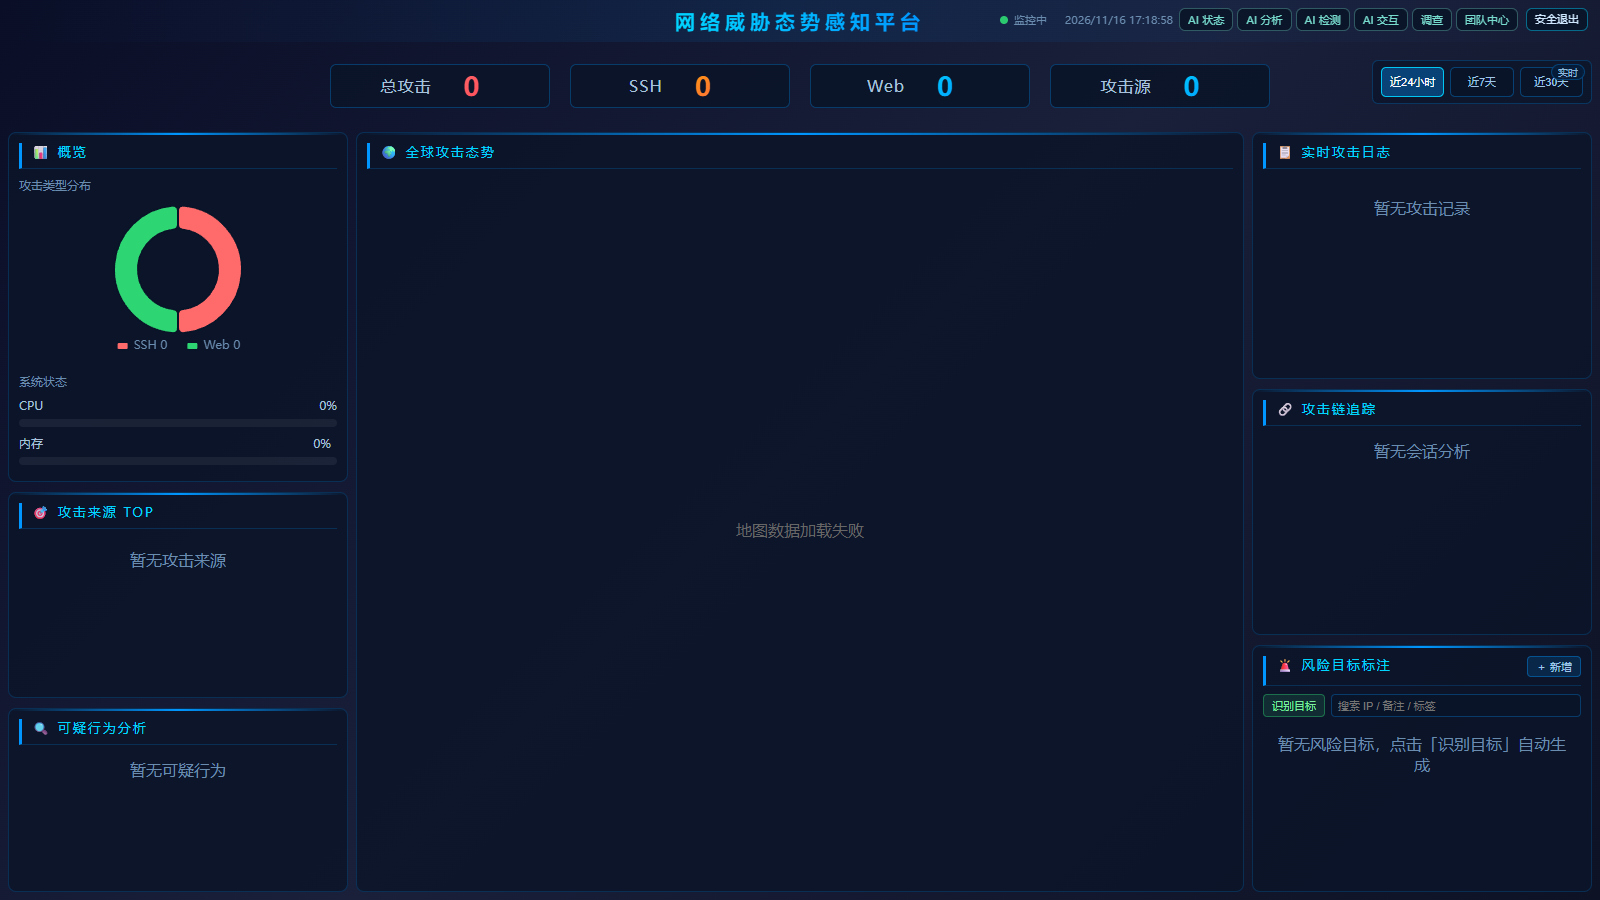 网络威胁态势感知平台
监控中
2026/11/16 17:18:58
AI 状态
AI 分析
AI 检测
AI 交互
调查
团队中心
安全退出
总攻击 0
SSH 0
Web 0
攻击源 0
近24小时
近7天
近30天
实时
概览
攻击类型分布
SSH 0
Web 0
系统状态
CPU 0%
内存 0%
攻击来源 TOP
暂无攻击来源
可疑行为分析
暂无可疑行为
全球攻击态势
地图数据加载失败
实时攻击日志
暂无攻击记录
攻击链追踪
暂无会话分析
风险目标标注
+ 新增
识别目标
搜索 IP / 备注 / 标签
暂无风险目标，点击「识别目标」自动生
成